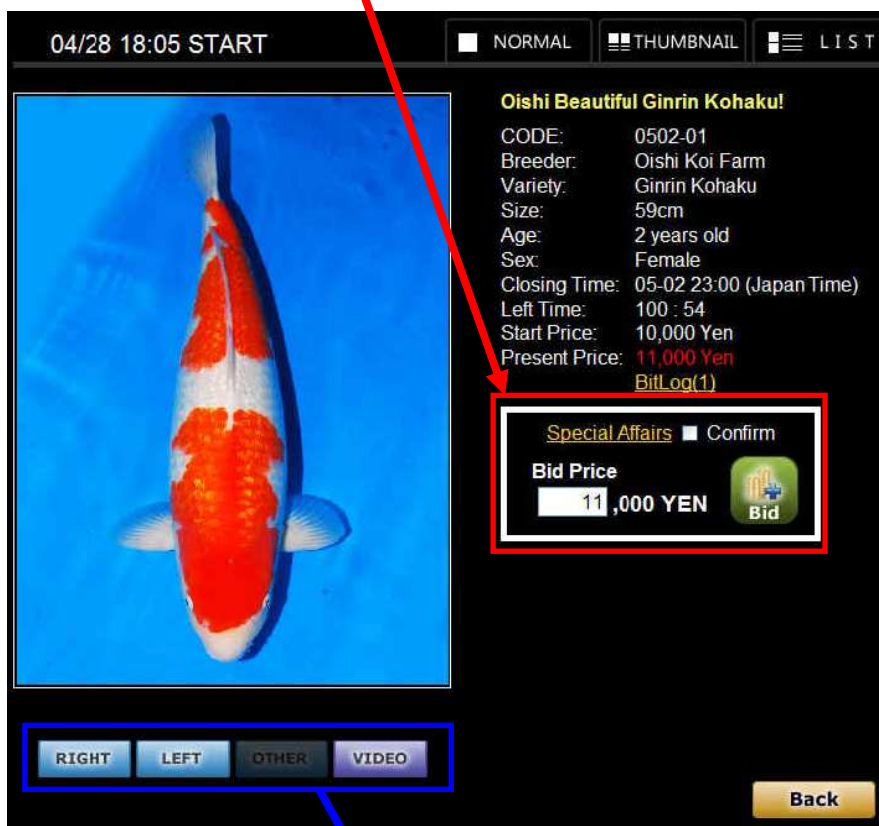 04/28 18:05 START
NORMAL
THUMBNAIL
LIST
Oishi Beautiful Ginrin Kohaku!
CODE: 0502-01
Breeder: Oishi Koi Farm
Variety: Ginrin Kohaku
Size: 59cm
Age: 2 years old
Sex: Female
Closing Time: 05-02 23:00 (Japan Time)
Left Time: 100 : 54
Start Price: 10,000 Yen
Present Price: 11,000 Yen
BitLog(1)
Special Affairs Confirm
Bid Price
11 ,000 YEN
Bid
RIGHT LEFT OTHER VIDEO
Back